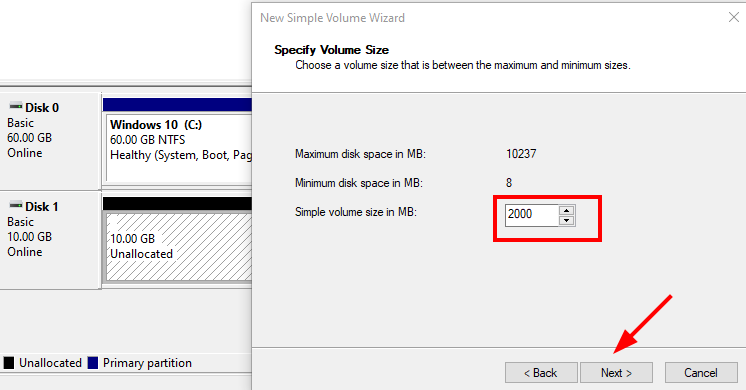 New Simple Volume Wizard
Specify Volume Size
Choose a volume size that is between the maximum and minimum sizes.
Disk 0
Basic
60.00 GB
Online
Windows 10 (C:)
60.00 GB NTFS
Healthy (System, Boot, Pag
Disk 1
Basic
10.00 GB
Online
10.00 GB
Unallocated
Maximum disk space in MB: 10237
Minimum disk space in MB: 8
Simple volume size in MB: 2000
Unallocated Primary partition
< Back Next > Cancel